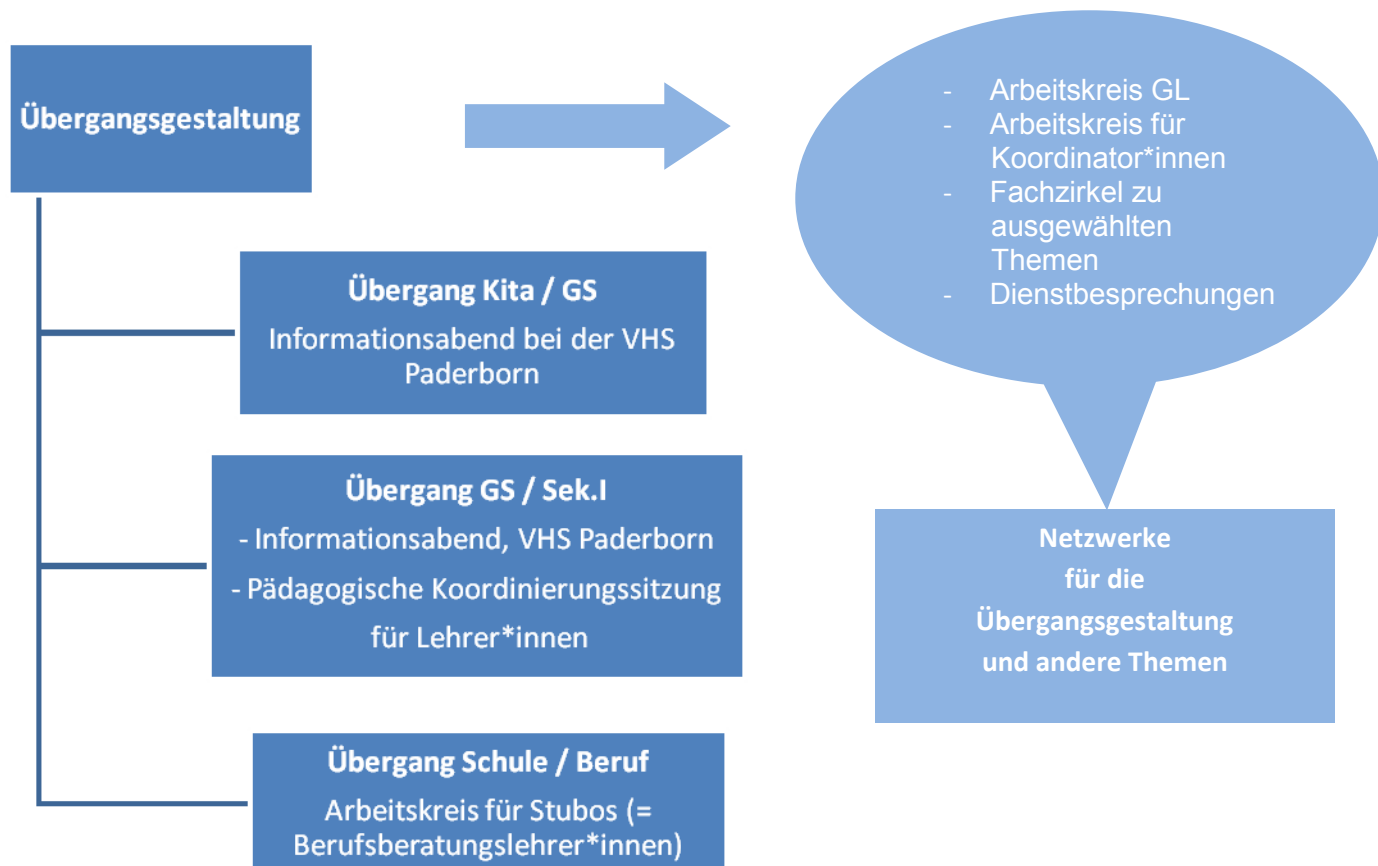 Übergangsgestaltung
Übergang Kita / GS
Informationsabend bei der VHS
Paderborn
Übergang GS / Sek.I
- Informationsabend, VHS Paderborn
- Pädagogische Koordinierungssitzung
für Lehrer*innen
Übergang Schule / Beruf
Arbeitskreis für Stubos (=
Berufsberatungslehrer*innen)
- Arbeitskreis GL
- Arbeitskreis für
Koordinator*innen
- Fachzirkel zu
ausgewählten
Themen
- Dienstbesprechungen
Netzwerke
für die
Übergangsgestaltung
und andere Themen